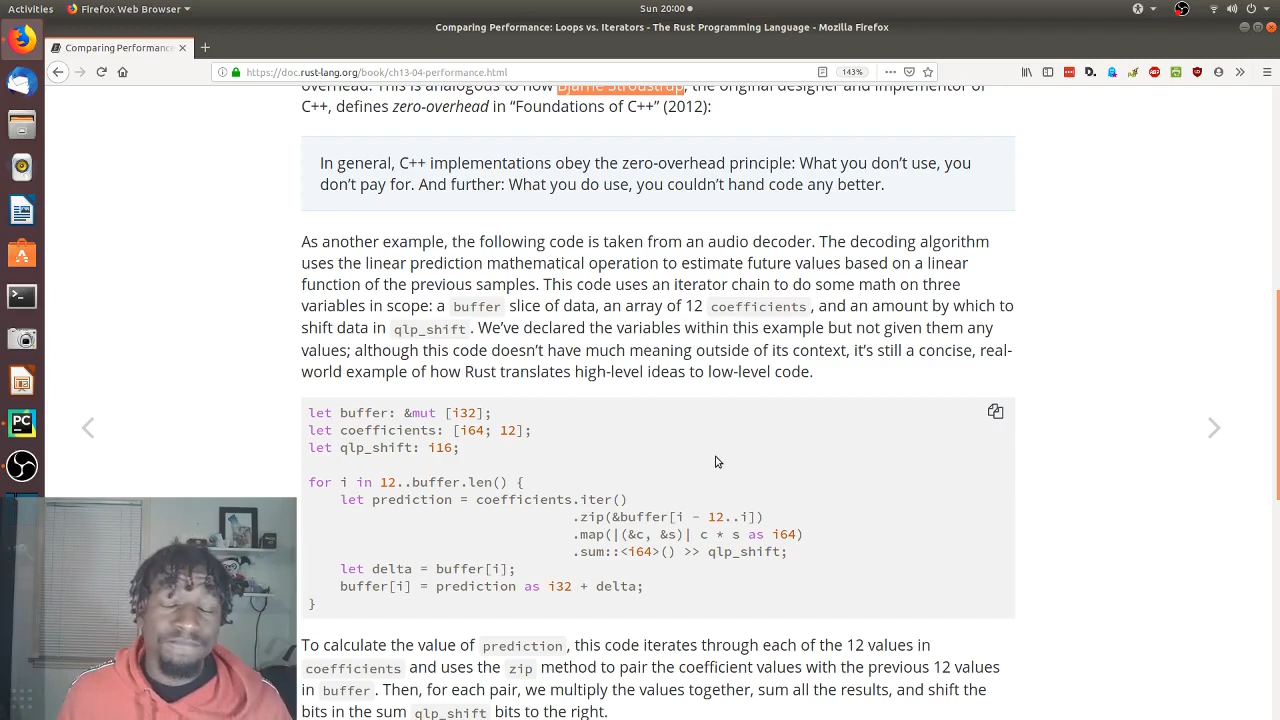 Activities
Firefox Web Browser
Sun 20:00
Comparing Performance: Loops vs. Iterators - The Rust Programming Language - Mozilla Firefox
Comparing Performance
https://doc.rust-lang.org/book/ch13-04-performance.html
143%
overhead. This is analogous to how Bjarne Stroustrup, the original designer and implementor of
C++, defines zero-overhead in “Foundations of C++” (2012):
In general, C++ implementations obey the zero-overhead principle: What you don’t use, you
don’t pay for. And further: What you do use, you couldn’t hand code any better.
As another example, the following code is taken from an audio decoder. The decoding algorithm
uses the linear prediction mathematical operation to estimate future values based on a linear
function of the previous samples. This code uses an iterator chain to do some math on three
variables in scope: a buffer slice of data, an array of 12 coefficients, and an amount by which to
shift data in qlp_shift. We’ve declared the variables within this example but not given them any
values; although this code doesn’t have much meaning outside of its context, it’s still a concise, real-
world example of how Rust translates high-level ideas to low-level code.
let buffer: &mut [i32];
let coefficients: [i64; 12];
let qlp_shift: i16;
for i in 12..buffer.len() {
let prediction = coefficients.iter()
.zip(&buffer[i - 12..i])
.map(|(&c, &s)| c * s as i64)
.sum::<i64>() >> qlp_shift;
let delta = buffer[i];
buffer[i] = prediction as i32 + delta;
}
To calculate the value of prediction, this code iterates through each of the 12 values in
coefficients and uses the zip method to pair the coefficient values with the previous 12 values
in buffer. Then, for each pair, we multiply the values together, sum all the results, and shift the
bits in the sum qlp_shift bits to the right.